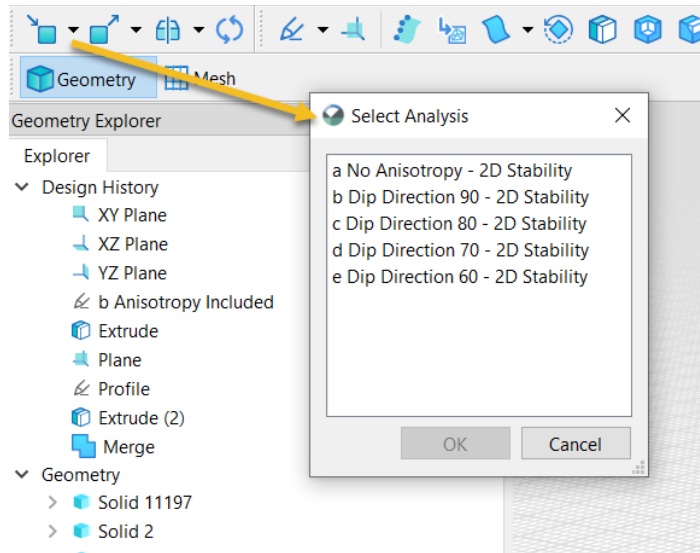 Geometry
Mesh
Geometry Explorer
Explorer
Design History
XY Plane
XZ Plane
YZ Plane
b Anisotropy Included
Extrude
Plane
Profile
Extrude (2)
Merge
Geometry
Solid 11197
Solid 2
Select Analysis
a No Anisotropy - 2D Stability
b Dip Direction 90 - 2D Stability
c Dip Direction 80 - 2D Stability
d Dip Direction 70 - 2D Stability
e Dip Direction 60 - 2D Stability
OK
Cancel